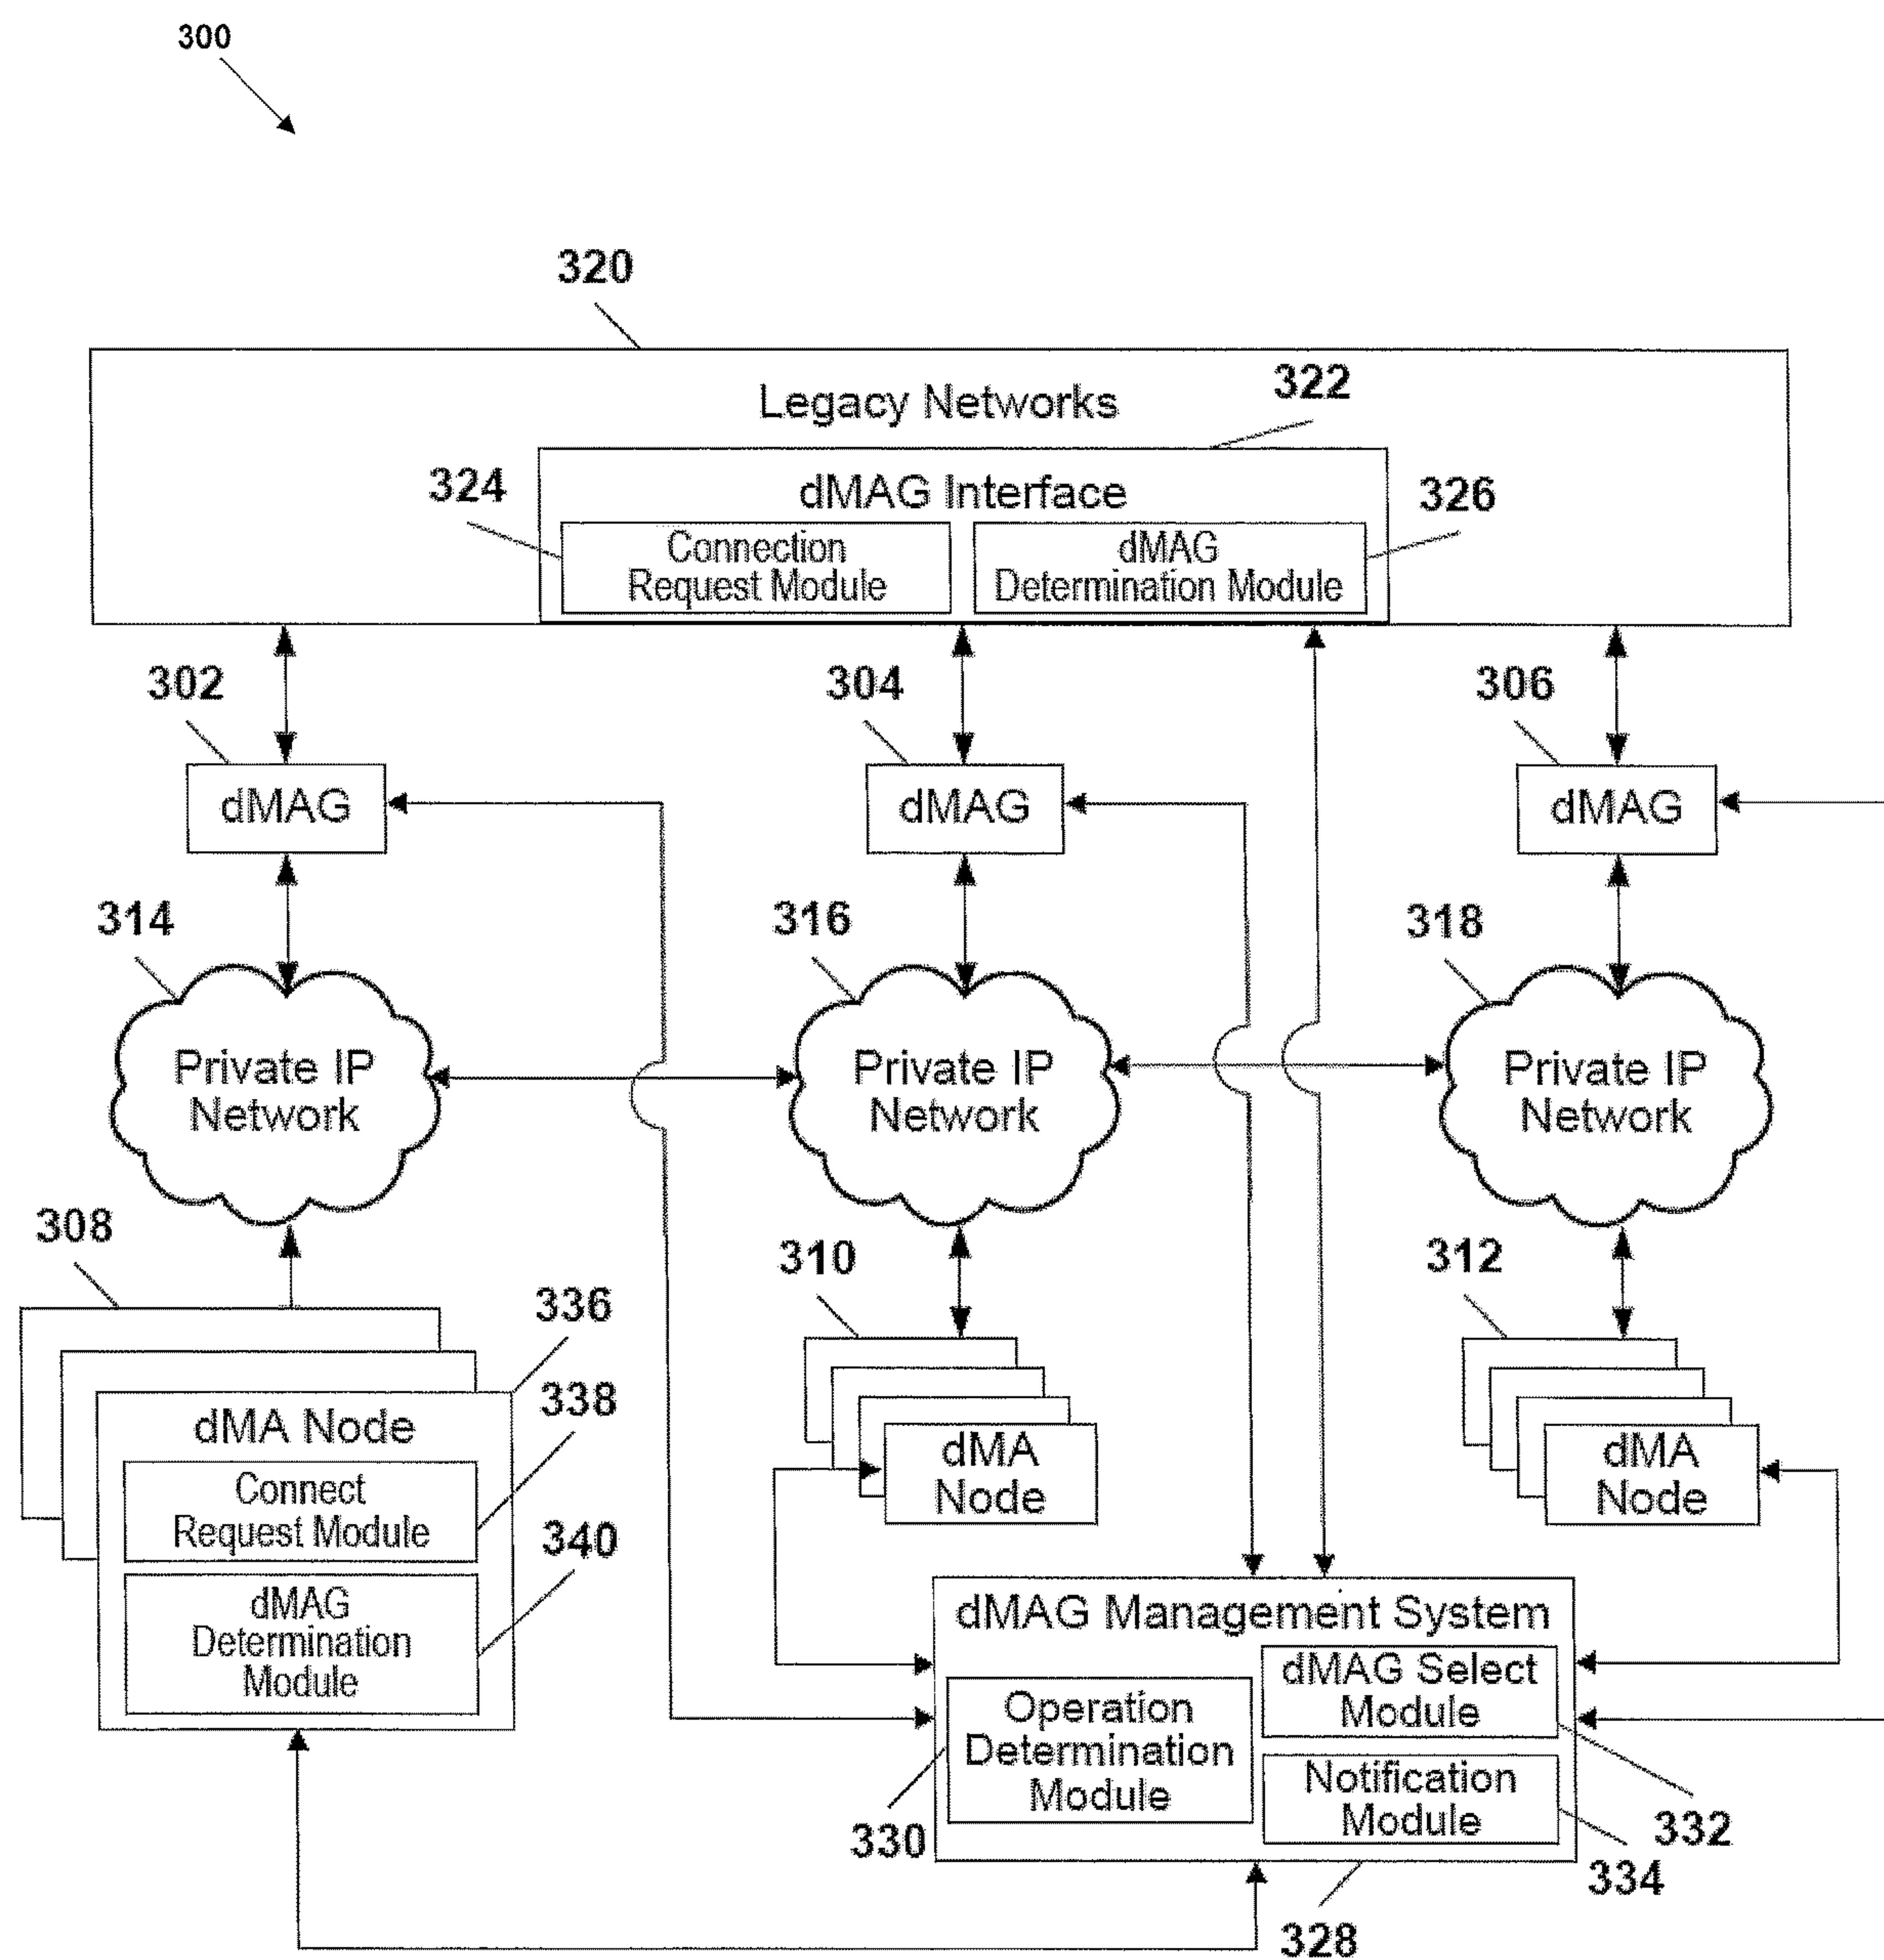 300
320
Legacy Networks
322
324
dMAG Interface
326
Connection
Request Module
dMAG
Determination Module
302
304
306
dMAG
dMAG
dMAG
314
316
318
Private IP
Network
Private IP
Network
Private IP
Network
308
310
312
336
338
dMA Node
Connect
Request Module
340
dMAG
Determination
Module
dMA
Node
dMA
Node
dMAG Management System
dMAG Select
Module
Operation
Determination
Module
Notification
Module
330
332
334
328